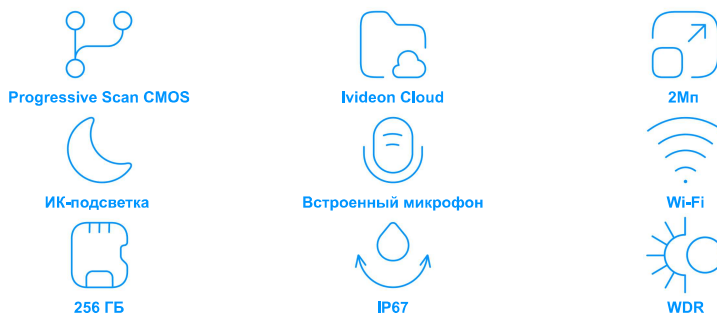 Progressive Scan CMOS
Ivideon Cloud
2Мп
ИК-подсветка
Встроенный микрофон
Wi-Fi
256 ГБ
IP67
WDR